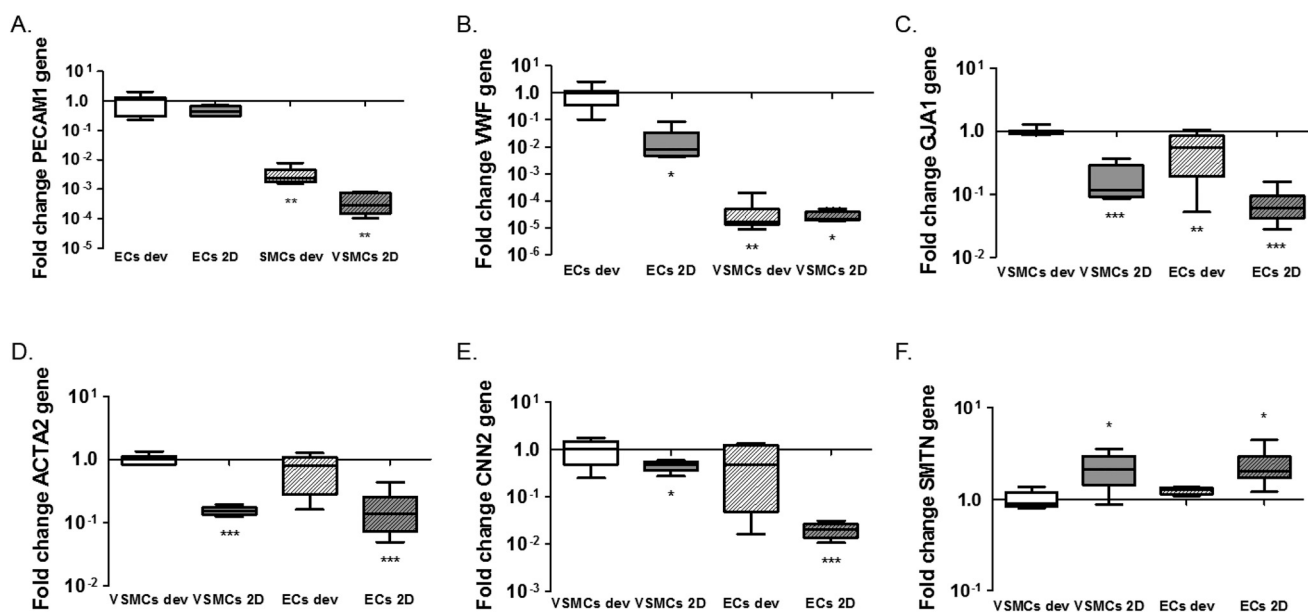 A.
Fold change PECAM1 gene
10¹
1.0
10⁻¹
10⁻²
10⁻³
10⁻⁴
10⁻⁵
**
**
ECs dev ECs 2D SMCs dev VSMCs 2D
B.
Fold change VWF gene
10¹
1.0
10⁻¹
10⁻²
10⁻³
10⁻⁴
10⁻⁵
10⁻⁶
*
**
***
*
ECs dev ECs 2D VSMCs dev VSMCs 2D
C.
Fold change GJA1 gene
10¹
1.0
10⁻¹
10⁻²
***
**
***
VSMCs dev VSMCs 2D ECs dev ECs 2D
D.
Fold change ACTA2 gene
10¹
1.0
10⁻¹
10⁻²
***
***
VSMCs dev VSMCs 2D ECs dev ECs 2D
E.
Fold change CNN2 gene
10¹
1.0
10⁻¹
10⁻²
10⁻³
*
***
VSMCs dev VSMCs 2D ECs dev ECs 2D
F.
Fold change SMTN gene
10¹
1.0
10⁻¹
*
*
VSMCs dev VSMCs 2D ECs dev ECs 2D